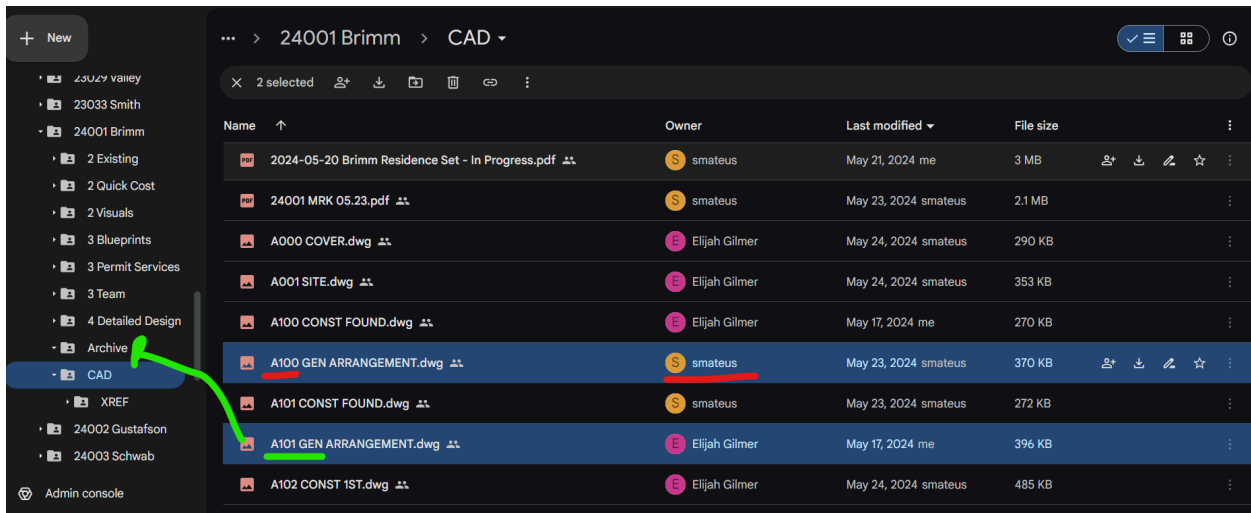 New
23029 Valley
23033 Smith
24001 Brimm
2 Existing
2 Quick Cost
2 Visuals
3 Blueprints
3 Permit Services
3 Team
4 Detailed Design
Archive
CAD
XREF
24002 Gustafson
24003 Schwab
Admin console
... > 24001 Brimm > CAD
2 selected
Name Owner Last modified File size
PDF 2024-05-20 Brimm Residence Set - In Progress.pdf S smateus May 21, 2024 me 3 MB
PDF 24001 MRK 05.23.pdf S smateus May 23, 2024 smateus 2.1 MB
A000 COVER.dwg E Elijah Gilmer May 24, 2024 smateus 290 KB
A001 SITE.dwg E Elijah Gilmer May 24, 2024 smateus 353 KB
A100 CONST FOUND.dwg E Elijah Gilmer May 17, 2024 me 270 KB
A100 GEN ARRANGEMENT.dwg S smateus May 23, 2024 smateus 370 KB
A101 CONST FOUND.dwg S smateus May 23, 2024 smateus 272 KB
A101 GEN ARRANGEMENT.dwg E Elijah Gilmer May 17, 2024 me 396 KB
A102 CONST 1ST.dwg E Elijah Gilmer May 24, 2024 smateus 485 KB